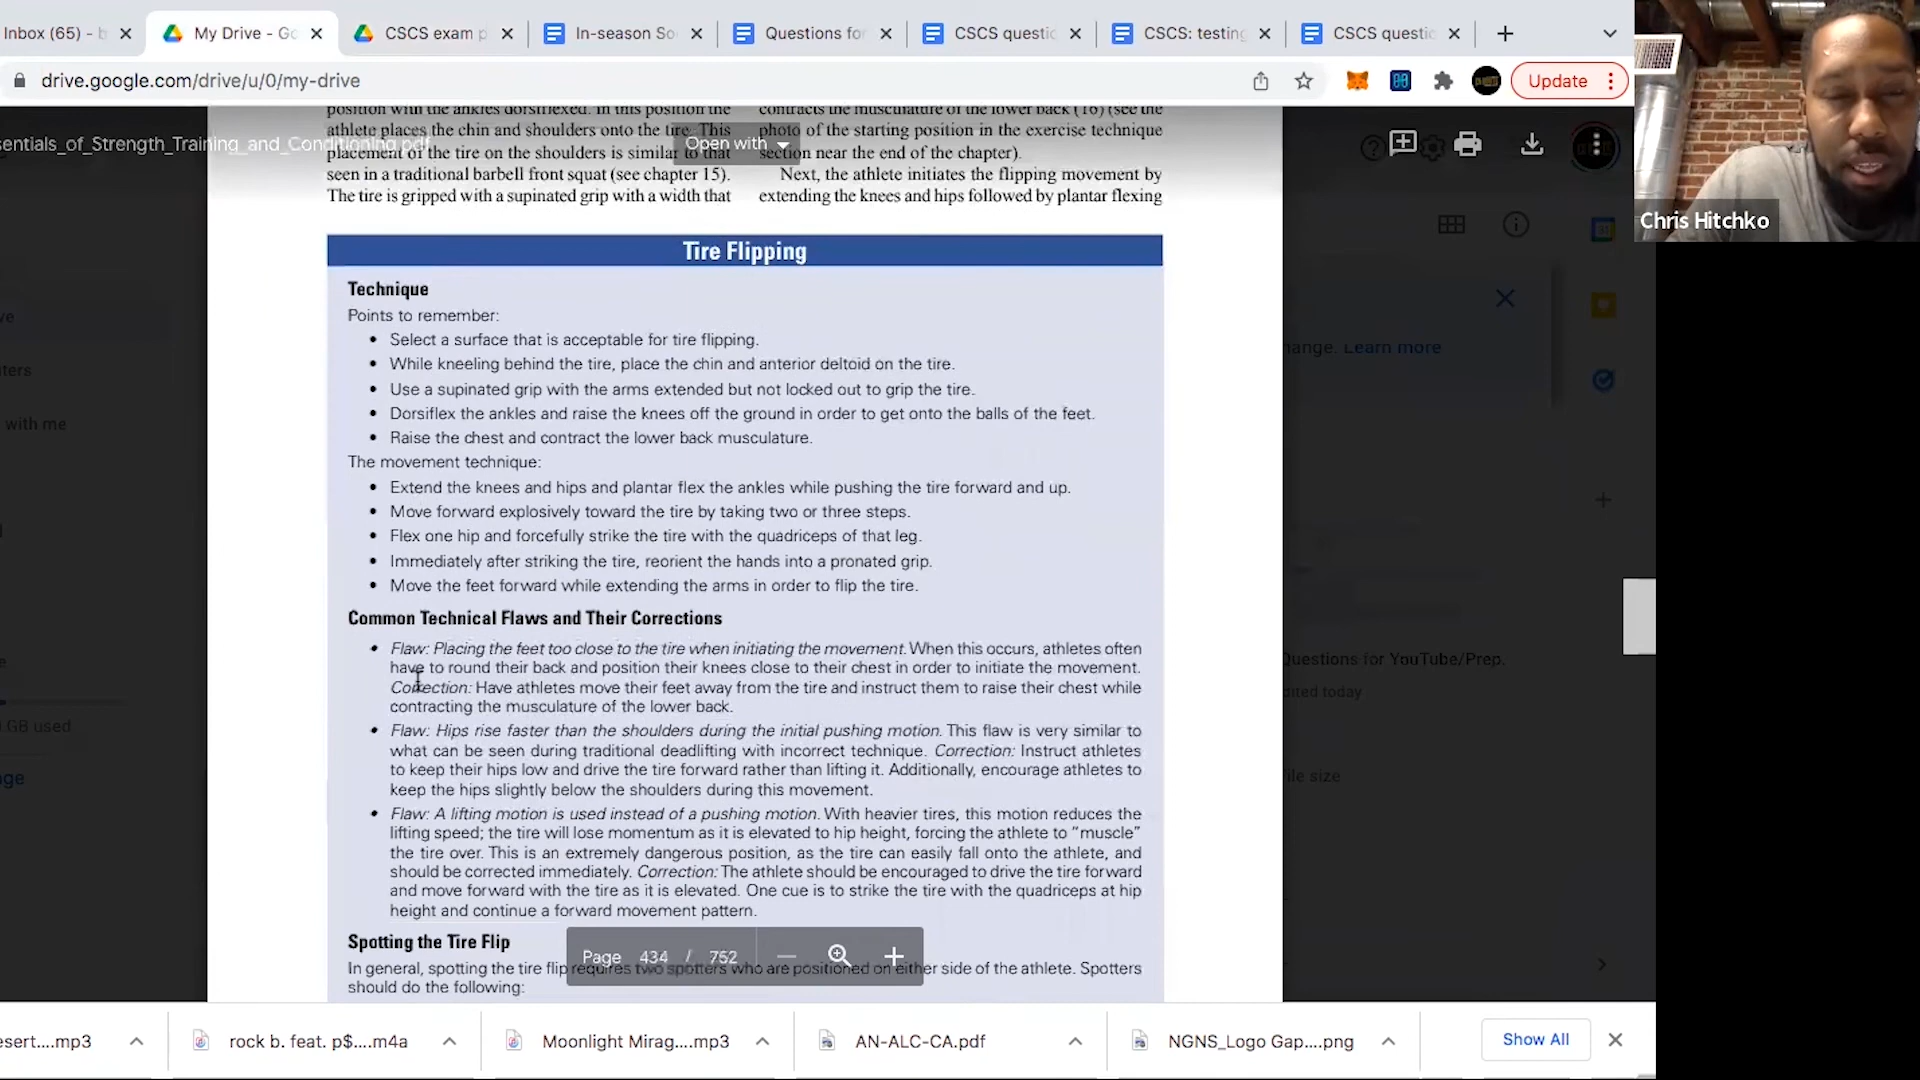 Inbox (65) -
My Drive - Go
CSCS exam p
In-season So
Questions for
CSCS questio
CSCS: testing
CSCS questio
drive.google.com/drive/u/0/my-drive
Update
Chris Hitchko
sentials_of_Strength_Training_and_Conditioning.pdf
Open with
position with the ankles dorsiflexed. In this position the
athlete places the chin and shoulders onto the tire. This
placement of the tire on the shoulders is similar to that
seen in a traditional barbell front squat (see chapter 15).
The tire is gripped with a supinated grip with a width that
contracts the musculature of the lower back (16) (see the
photo of the starting position in the exercise technique
section near the end of the chapter).
Next, the athlete initiates the flipping movement by
extending the knees and hips followed by plantar flexing
Tire Flipping
Technique
Points to remember:
• Select a surface that is acceptable for tire flipping.
• While kneeling behind the tire, place the chin and anterior deltoid on the tire.
• Use a supinated grip with the arms extended but not locked out to grip the tire.
• Dorsiflex the ankles and raise the knees off the ground in order to get onto the balls of the feet.
• Raise the chest and contract the lower back musculature.
The movement technique:
• Extend the knees and hips and plantar flex the ankles while pushing the tire forward and up.
• Move forward explosively toward the tire by taking two or three steps.
• Flex one hip and forcefully strike the tire with the quadriceps of that leg.
• Immediately after striking the tire, reorient the hands into a pronated grip.
• Move the feet forward while extending the arms in order to flip the tire.
Common Technical Flaws and Their Corrections
• Flaw: Placing the feet too close to the tire when initiating the movement. When this occurs, athletes often
have to round their back and position their knees close to their chest in order to initiate the movement.
Correction: Have athletes move their feet away from the tire and instruct them to raise their chest while
contracting the musculature of the lower back.
• Flaw: Hips rise faster than the shoulders during the initial pushing motion. This flaw is very similar to
what can be seen during traditional deadlifting with incorrect technique. Correction: Instruct athletes
to keep their hips low and drive the tire forward rather than lifting it. Additionally, encourage athletes to
keep the hips slightly below the shoulders during this movement.
• Flaw: A lifting motion is used instead of a pushing motion. With heavier tires, this motion reduces the
lifting speed; the tire will lose momentum as it is elevated to hip height, forcing the athlete to “muscle”
the tire over. This is an extremely dangerous position, as the tire can easily fall onto the athlete, and
should be corrected immediately. Correction: The athlete should be encouraged to drive the tire forward
and move forward with the tire as it is elevated. One cue is to strike the tire with the quadriceps at hip
height and continue a forward movement pattern.
Spotting the Tire Flip
In general, spotting the tire flip requires two spotters who are positioned on either side of the athlete. Spotters
should do the following:
Page 434 / 752
ve
ters
with me
e
GB used
ge
31
hange. Learn more
Questions for YouTube/Prep.
dited today
ile size
esert....mp3
rock b. feat. p$....m4a
Moonlight Mirag....mp3
AN-ALC-CA.pdf
NGNS_Logo Gap....png
Show All